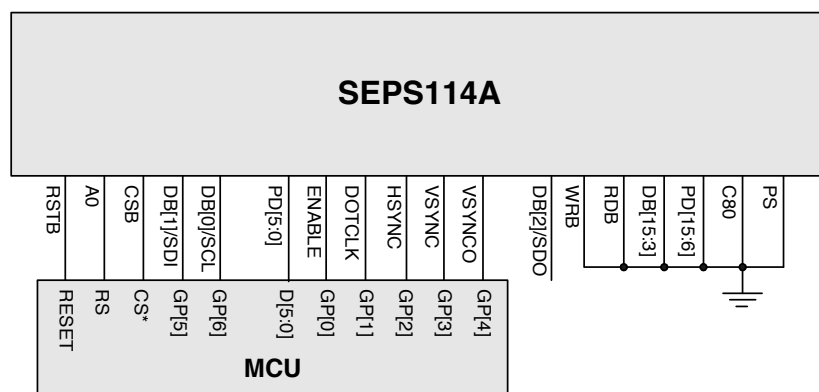 SEPS114A
RSTB
A0
CSB
DB[1]/SDI
DB[0]/SCL
PD[5:0]
ENABLE
DOTCLK
HSYNC
VSYNC
VSYNCO
DB[2]/SDO
WRB
RDB
DB[15:3]
PD[15:6]
C80
PS
RESET
RS
CS*
GP[5]
GP[6]
D[5:0]
GP[0]
GP[1]
GP[2]
GP[3]
GP[4]
MCU